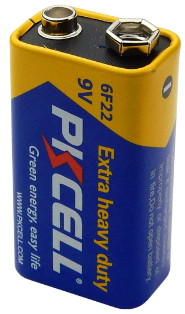 6F22
9V
Extra heavy duty
PKCELL
Green energy, easy life
WWW.PKCELL.COM